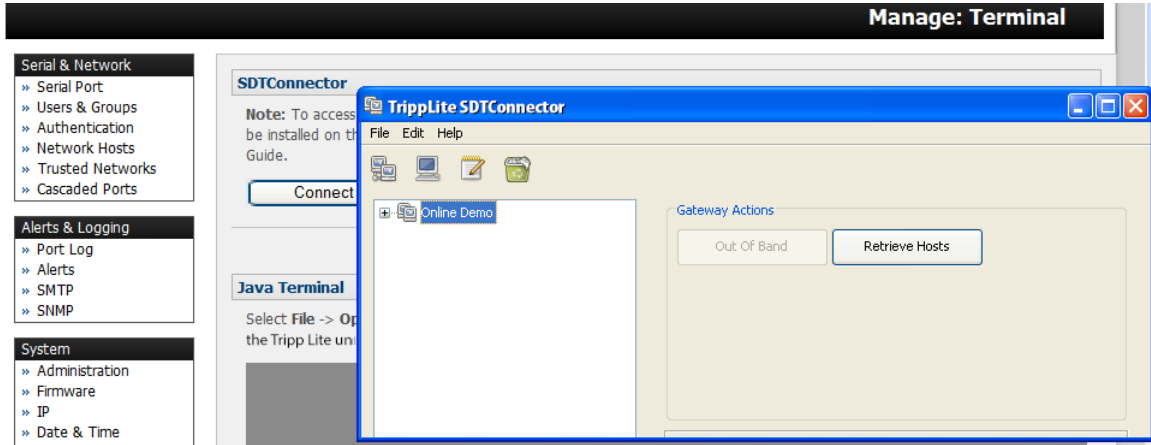 Manage: Terminal
Serial & Network
» Serial Port
» Users & Groups
» Authentication
» Network Hosts
» Trusted Networks
» Cascaded Ports
Alerts & Logging
» Port Log
» Alerts
» SMTP
» SNMP
System
» Administration
» Firmware
» IP
» Date & Time
SDTConnector
Note: To access
be installed on th
Guide.
Connect
Java Terminal
Select File -> Op
the Tripp Lite uni
TrippLite SDTConnector
File Edit Help
Online Demo
Gateway Actions
Out Of Band
Retrieve Hosts